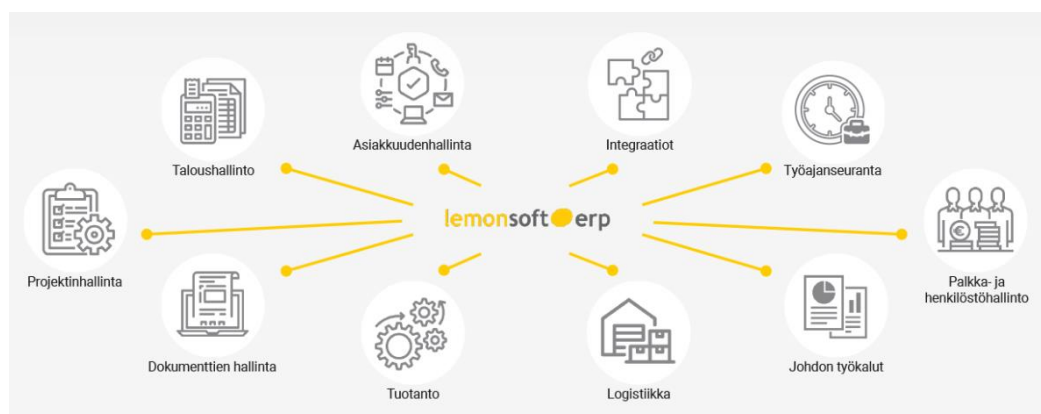 Asiakkuudenhallinta
Integraatiot
Taloushallinto
Työajanseuranta
lemonsoft erp
Projektinhallinta
Palkka- ja
henkilöstöhallinto
Dokumenttien hallinta
Johdon työkalut
Tuotanto
Logistiikka